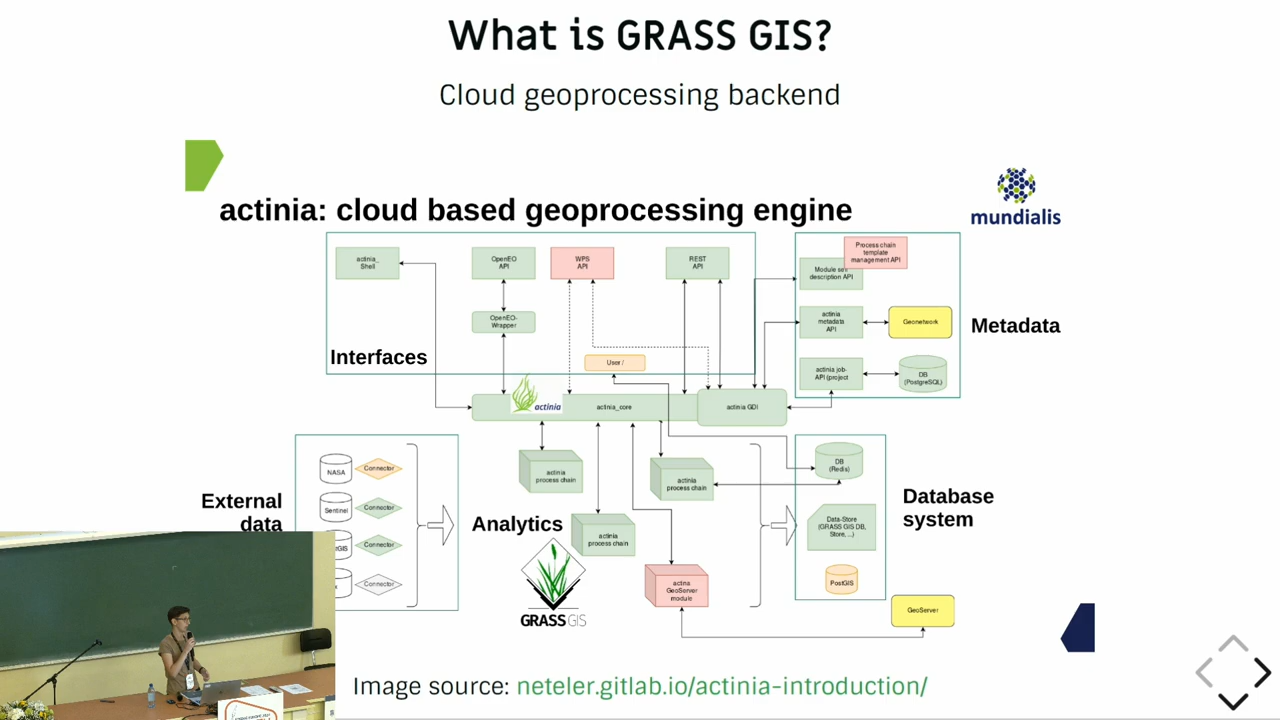 What is GRASS GIS?
Cloud geoprocessing backend
actinia: cloud based geoprocessing engine
mundialis
actinia_
Shell
OpenEO
API
WPS
API
REST
API
OpenEO-
Wrapper
Interfaces
User /
Process chain
template
management API
Module self
description API
actinia
metadata
API
Geonetwork
actinia job-
API (project
DB
(PostgreSQL)
Metadata
actinia
actinia_core
actinia GDI
External
data
NASA
Connector
Sentinel
Connector
Connector
Connector
Analytics
actinia
process chain
actinia
process chain
actinia
process chain
actinia
GeoServer
module
GRASS GIS
DB
(Redis)
Data-Store
(GRASS GIS DB,
Store, ...)
PostGIS
Database
system
GeoServer
Image source: neteler.gitlab.io/actinia-introduction/